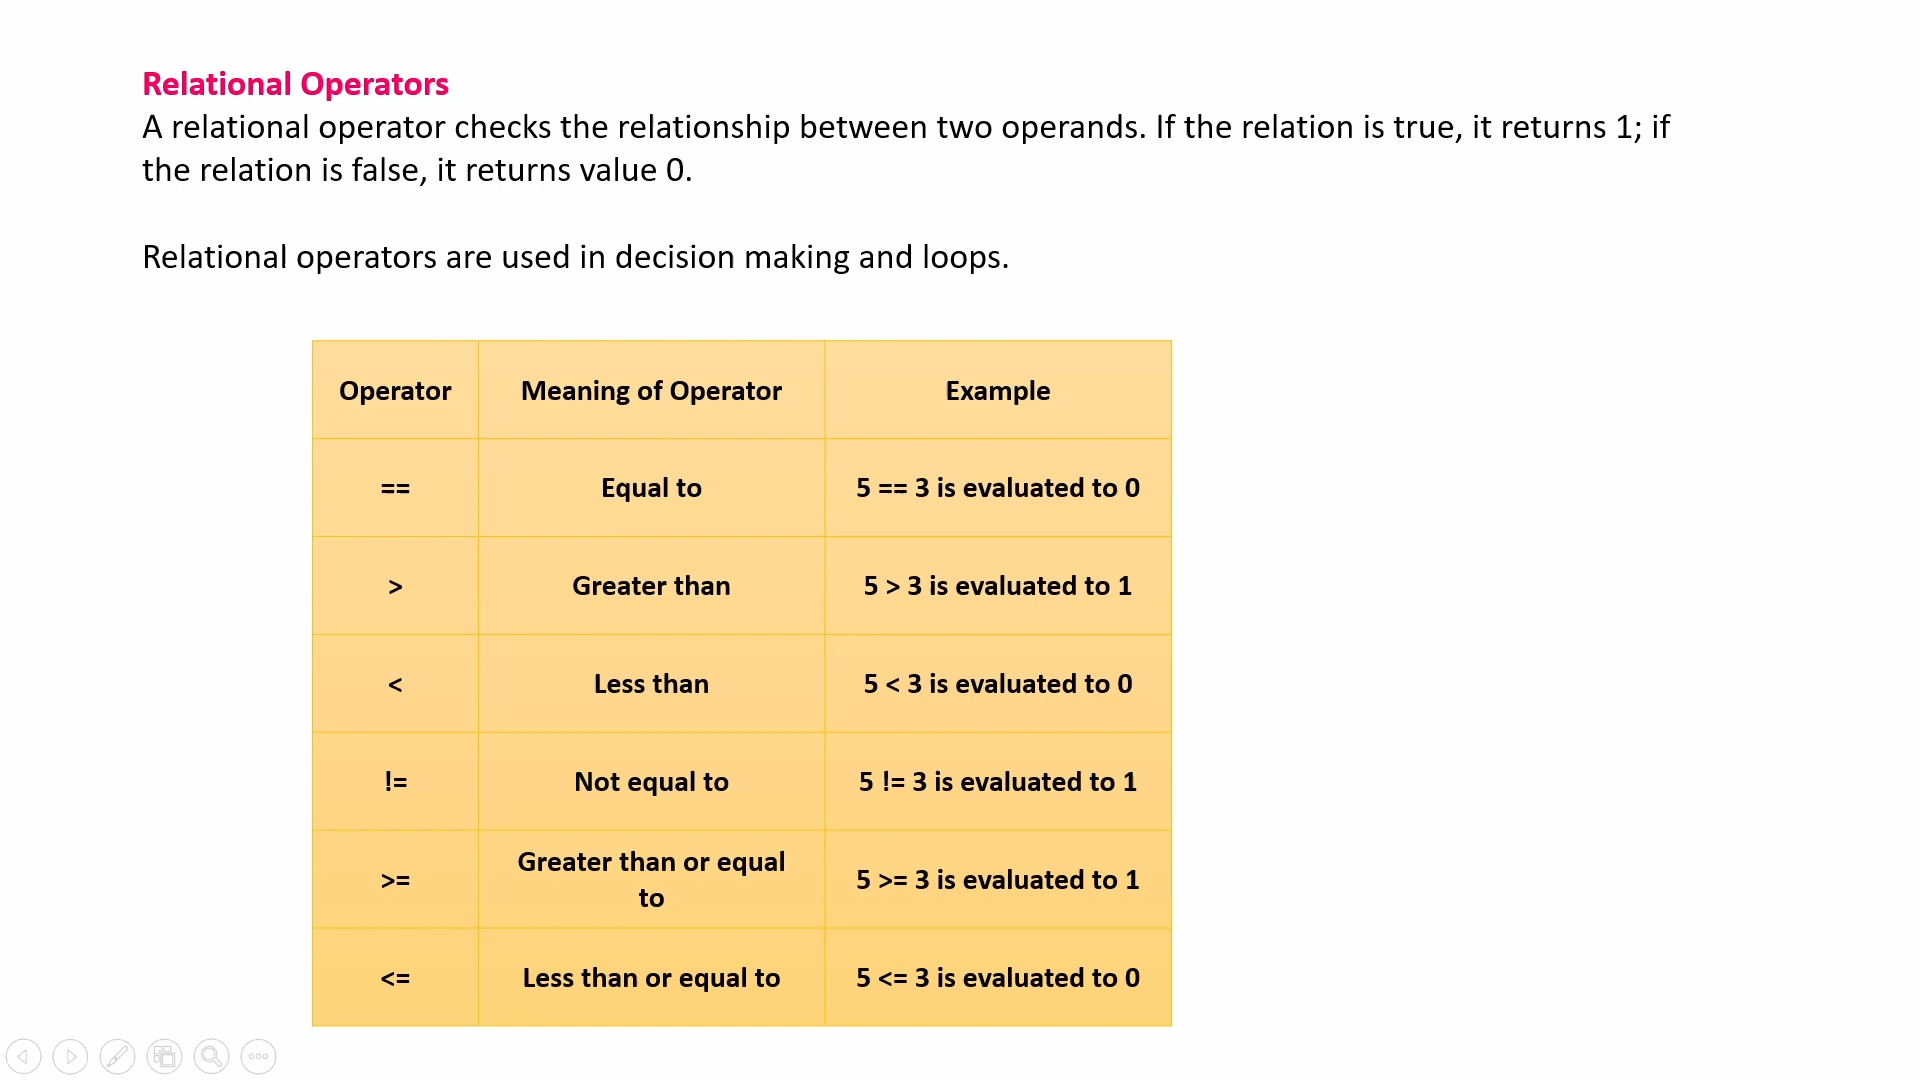 Relational Operators
A relational operator checks the relationship between two operands. If the relation is true, it returns 1; if
the relation is false, it returns value 0.
Relational operators are used in decision making and loops.
Operator Meaning of Operator Example
== Equal to 5 == 3 is evaluated to 0
> Greater than 5 > 3 is evaluated to 1
< Less than 5 < 3 is evaluated to 0
!= Not equal to 5 != 3 is evaluated to 1
>= Greater than or equal to 5 >= 3 is evaluated to 1
<= Less than or equal to 5 <= 3 is evaluated to 0